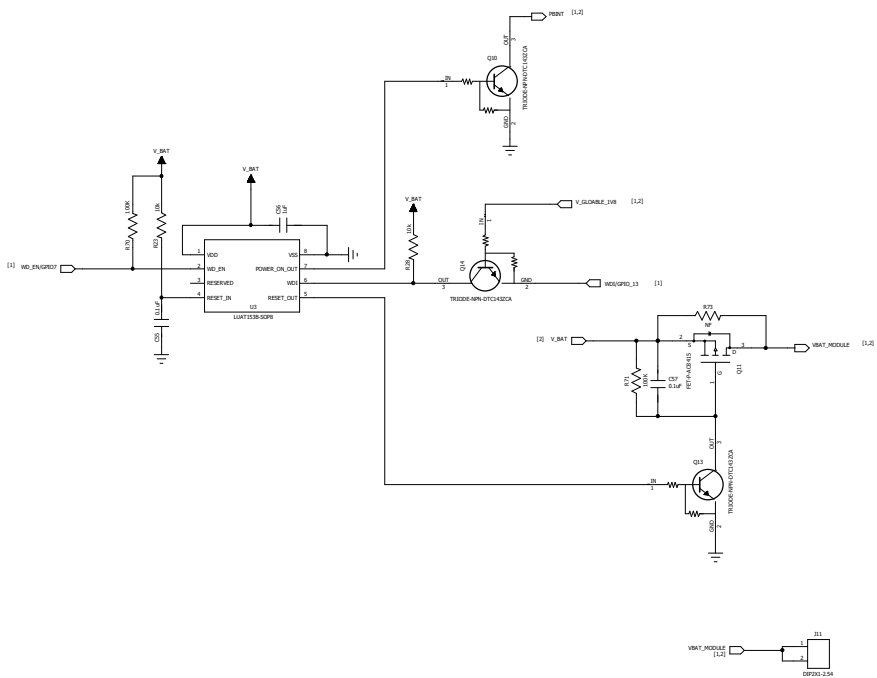 PBINT [1,2]
OUT
3
Q10
TRIODE-NPN-DTC143ZCA
IN
1
GND
2
V_BAT
V_BAT
100K
R70
10k
R23
C56
1uF
V_BAT
10k
R28
V_GLOABLE_1V8 [1,2]
IN
1
Q14
1 VDD
VSS 8
[1] WD_EN/GPIO7
2 WD_EN
POWER_ON_OUT 7
3 RESERVED
WDI 6
4 RESET_IN
RESET_OUT 5
U3
LUAT153B-SOP8
0.1uF
C55
OUT
3
GND
2
WDI/GPIO_13 [1]
TRIODE-NPN-DTC143ZCA
R73
NF
[2] V_BAT
2
S
D
3
VBAT_MODULE [1,2]
R71
100K
C57
0.1uF
FET-P-AC8415
G
1
Q11
OUT
3
Q13
TRIODE-NPN-DTC143ZCA
IN
1
GND
2
J11
VBAT_MODULE
[1,2]
1
2
DIP2X1-2.54